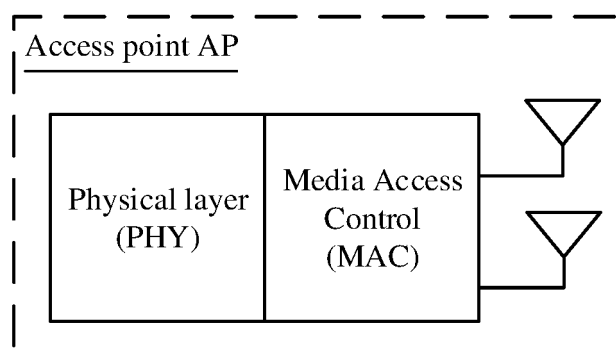 Access point AP
Physical layer
(PHY)
Media Access
Control
(MAC)